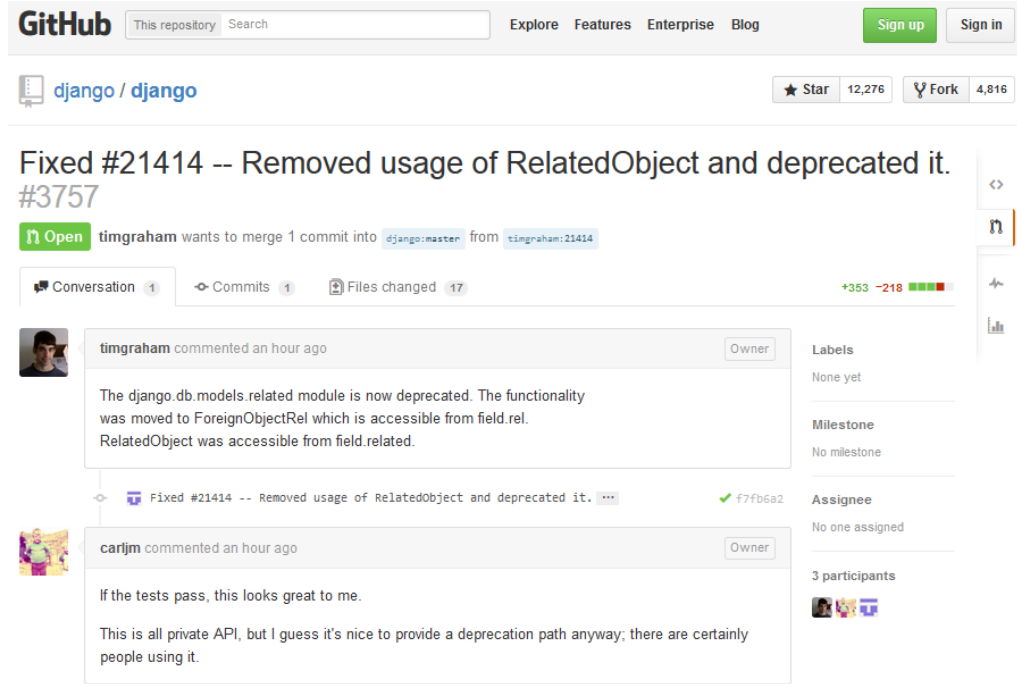 GitHub This repository Search Explore Features Enterprise Blog Sign up Sign in
django / django Star 12,276 Fork 4,816
Fixed #21414 -- Removed usage of RelatedObject and deprecated it.
#3757
Open timgraham wants to merge 1 commit into django:master from timgraham:21414
Conversation 1 Commits 1 Files changed 17 +353 −218
timgraham commented an hour ago Owner
The django.db.models.related module is now deprecated. The functionality
was moved to ForeignObjectRel which is accessible from field.rel.
RelatedObject was accessible from field.related.
Fixed #21414 -- Removed usage of RelatedObject and deprecated it. ... f7fb6a2
carljm commented an hour ago Owner
If the tests pass, this looks great to me.
This is all private API, but I guess it's nice to provide a deprecation path anyway; there are certainly
people using it.
Labels
None yet
Milestone
No milestone
Assignee
No one assigned
3 participants